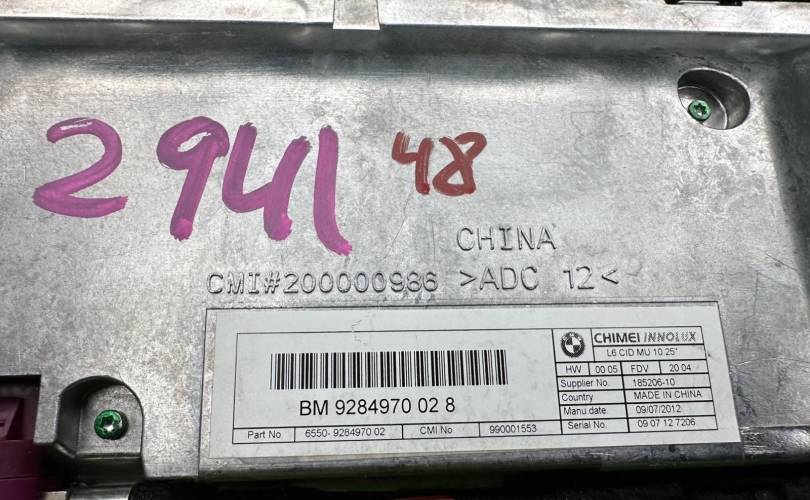 2941 48
CHINA
CMI#200000986 >ADC 12<
CHIMEI INNOLUX
L6 CID MU 10.25"
HW 00 05 FDV 20 04
Supplier No. 185206-10
Country MADE IN CHINA
Manu date. 09/07/2012
Serial No. 09 07 12 7206
BM 9284970 02 8
Part No. 6550- 9284970 02 CMI No 990001553